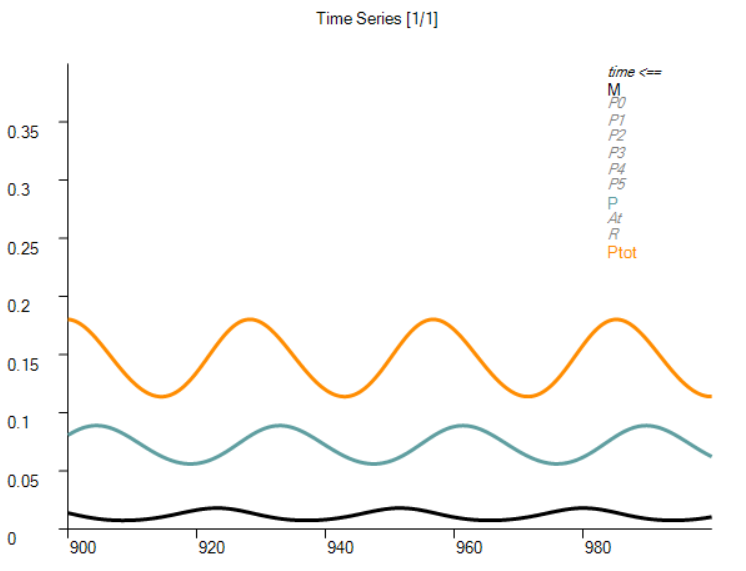 Time Series [1/1]
time <==
M
P0
P1
P2
P3
P4
P5
P
At
R
Ptot
0.35
0.3
0.25
0.2
0.15
0.1
0.05
0
900 920 940 960 980